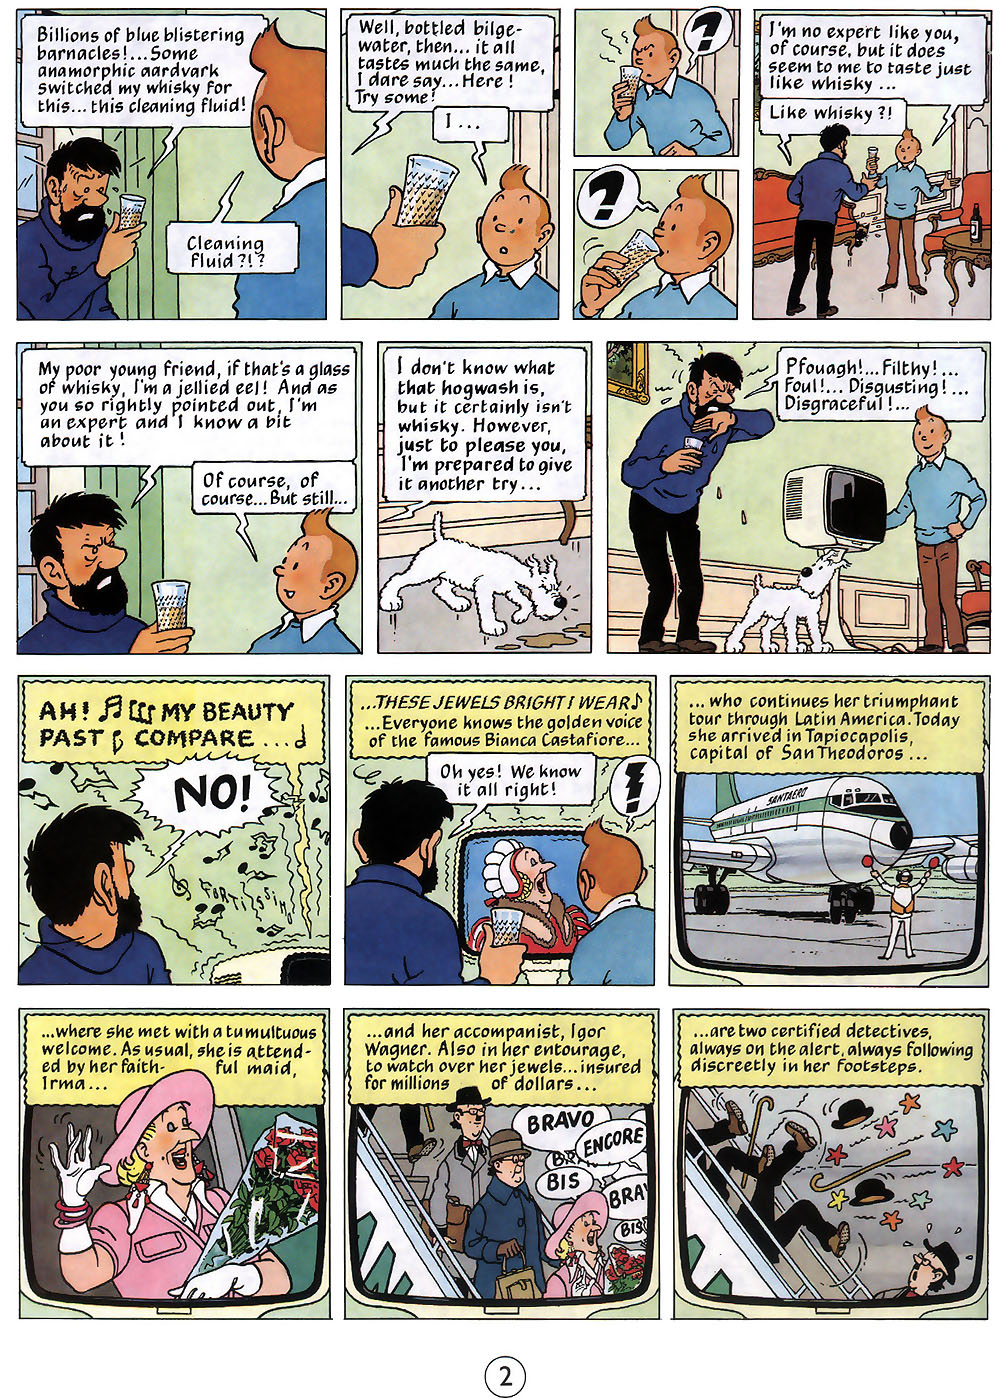 Billions of blue blistering
barnacles!...Some
anamorphic aardvark
switched my whisky for
this...this cleaning fluid!
Cleaning
fluid?!?
Well, bottled bilge-
water, then... it all
tastes much the same,
I dare say... Here!
Try some!
I ...
?
?
I'm no expert like you,
of course, but it does
seem to me to taste just
like whisky ...
Like whisky ?!
My poor young friend, if that's a glass
of whisky, I'm a jellied eel! And as
you so rightly pointed out, I'm
an expert and I know a bit
about it!
Of course, of
course...But still...
I don't know what
that hogwash is,
but it certainly isn't
whisky. However,
just to please you,
I'm prepared to give
it another try...
Pfouagh!... Filthy!...
Foul!... Disgusting!...
Disgraceful!...
AH! MY BEAUTY
PAST COMPARE ...
NO!
FORTISSIMO
...THESE JEWELS BRIGHT I WEAR
...Everyone knows the golden voice
of the famous Bianca Castafiore...
Oh yes! We know
it all right!
!
... who continues her triumphant
tour through Latin America. Today
she arrived in Tapiocapolis,
capital of San Theodoros ...
SANTAERO
...where she met with a tumultuous
welcome. As usual, she is attend-
ed by her faith- ful maid,
Irma...
...and her accompanist, Igor
Wagner. Also in her entourage,
to watch over her jewels...insured
for millions of dollars...
BRAVO
ENCORE
BIS
BRA
BIS
...are two certified detectives,
always on the alert, always following
discreetly in her footsteps.
2